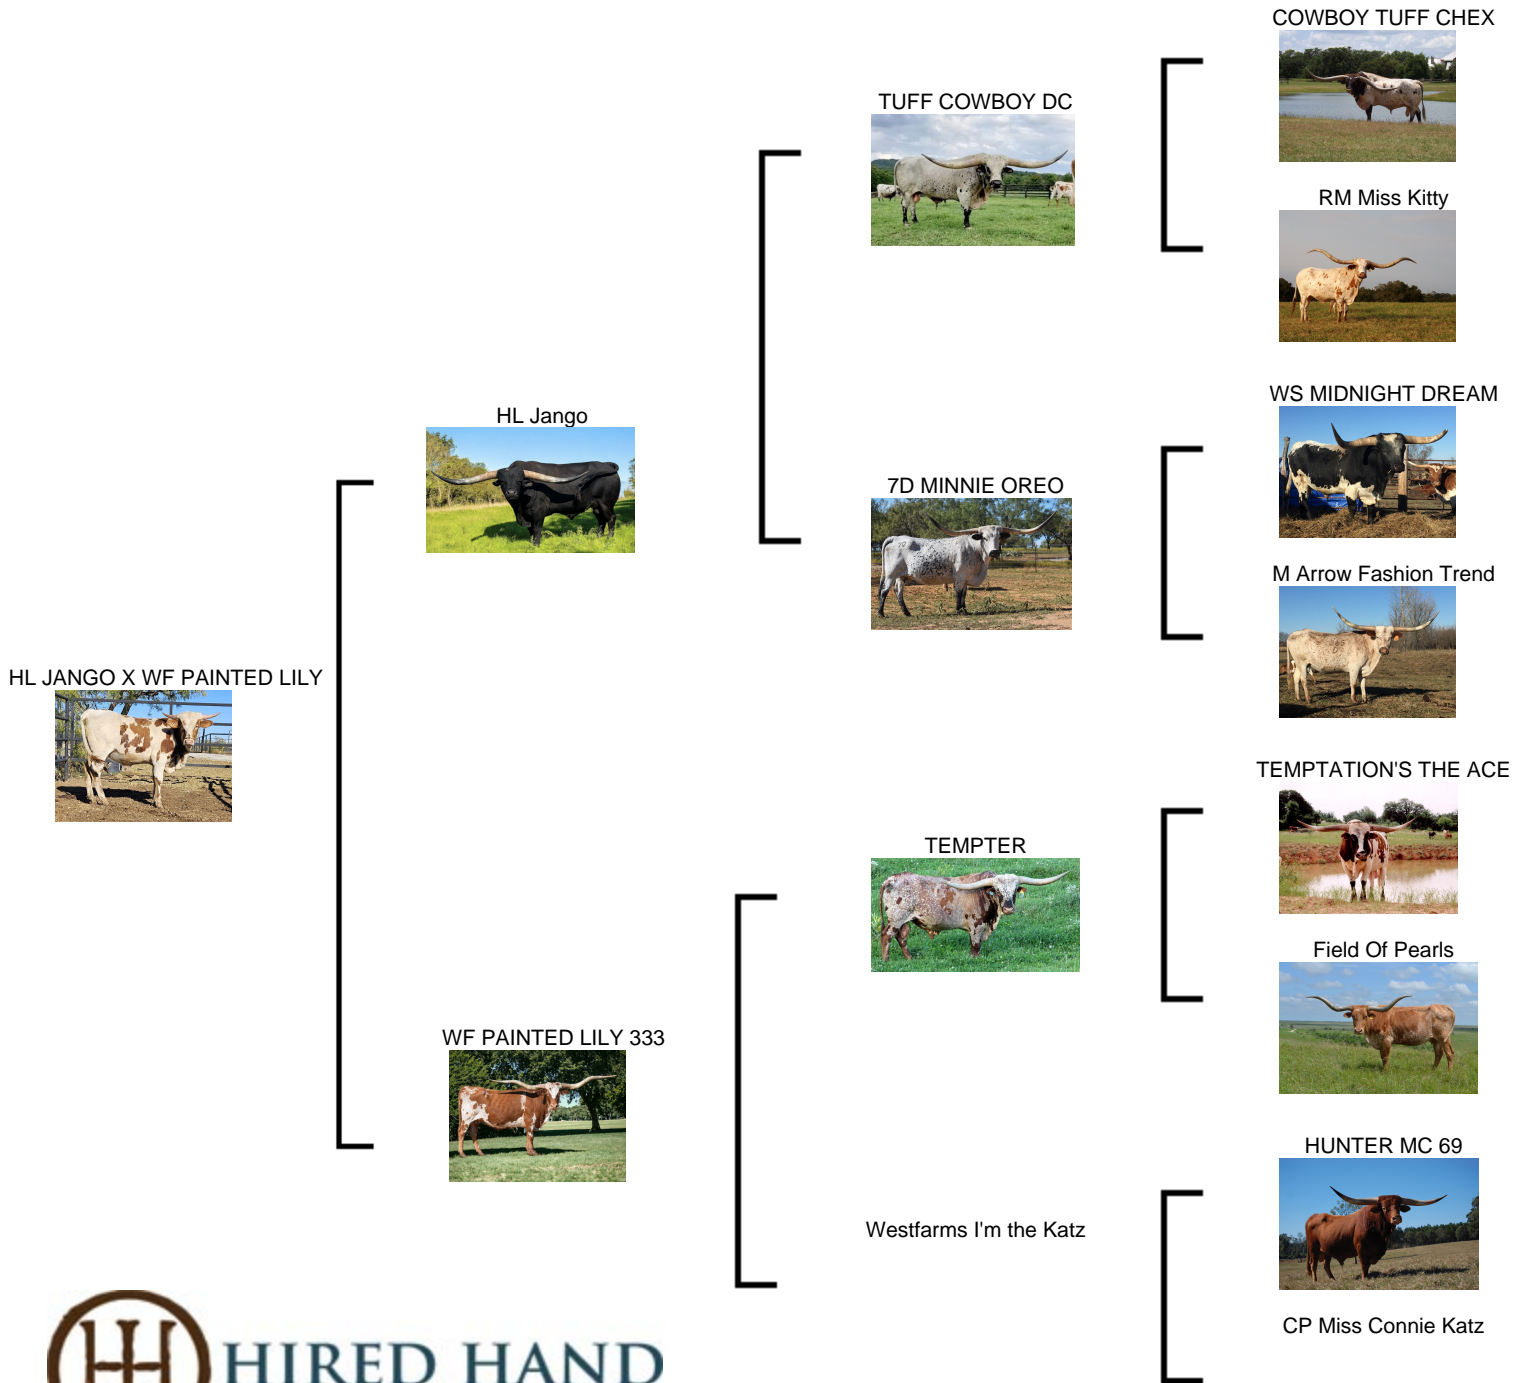 COWBOY TUFF CHEX
TUFF COWBOY DC
RM Miss Kitty
WS MIDNIGHT DREAM
HL Jango
7D MINNIE OREO
M Arrow Fashion Trend
HL JANGO X WF PAINTED LILY
TEMPTATION'S THE ACE
TEMPTER
Field Of Pearls
WF PAINTED LILY 333
HUNTER MC 69
Westfarms I'm the Katz
CP Miss Connie Katz
HIRED HAND